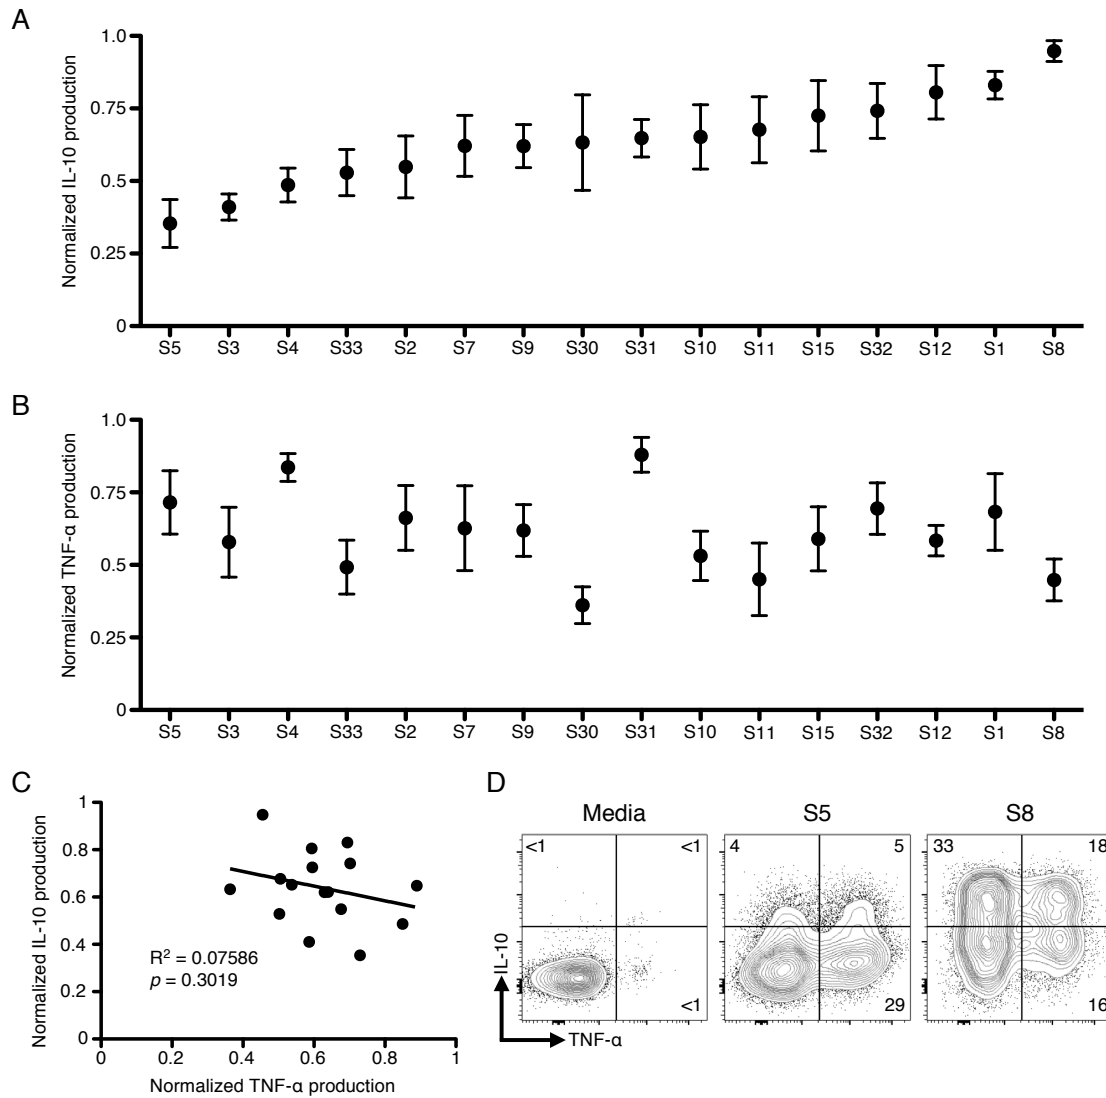 A
Normalized IL-10 production
1.0
0.75
0.5
0.25
0
S5 S3 S4 S33 S2 S7 S9 S30 S31 S10 S11 S15 S32 S12 S1 S8
B
Normalized TNF-α production
1.0
0.75
0.5
0.25
0
S5 S3 S4 S33 S2 S7 S9 S30 S31 S10 S11 S15 S32 S12 S1 S8
C
Normalized IL-10 production
1
0.8
0.6
0.4
0.2
0
R² = 0.07586
p = 0.3019
0 0.2 0.4 0.6 0.8 1
Normalized TNF-α production
D
Media S5 S8
<1 <1 4 5 33 18
<1 29 16
IL-10
TNF-α